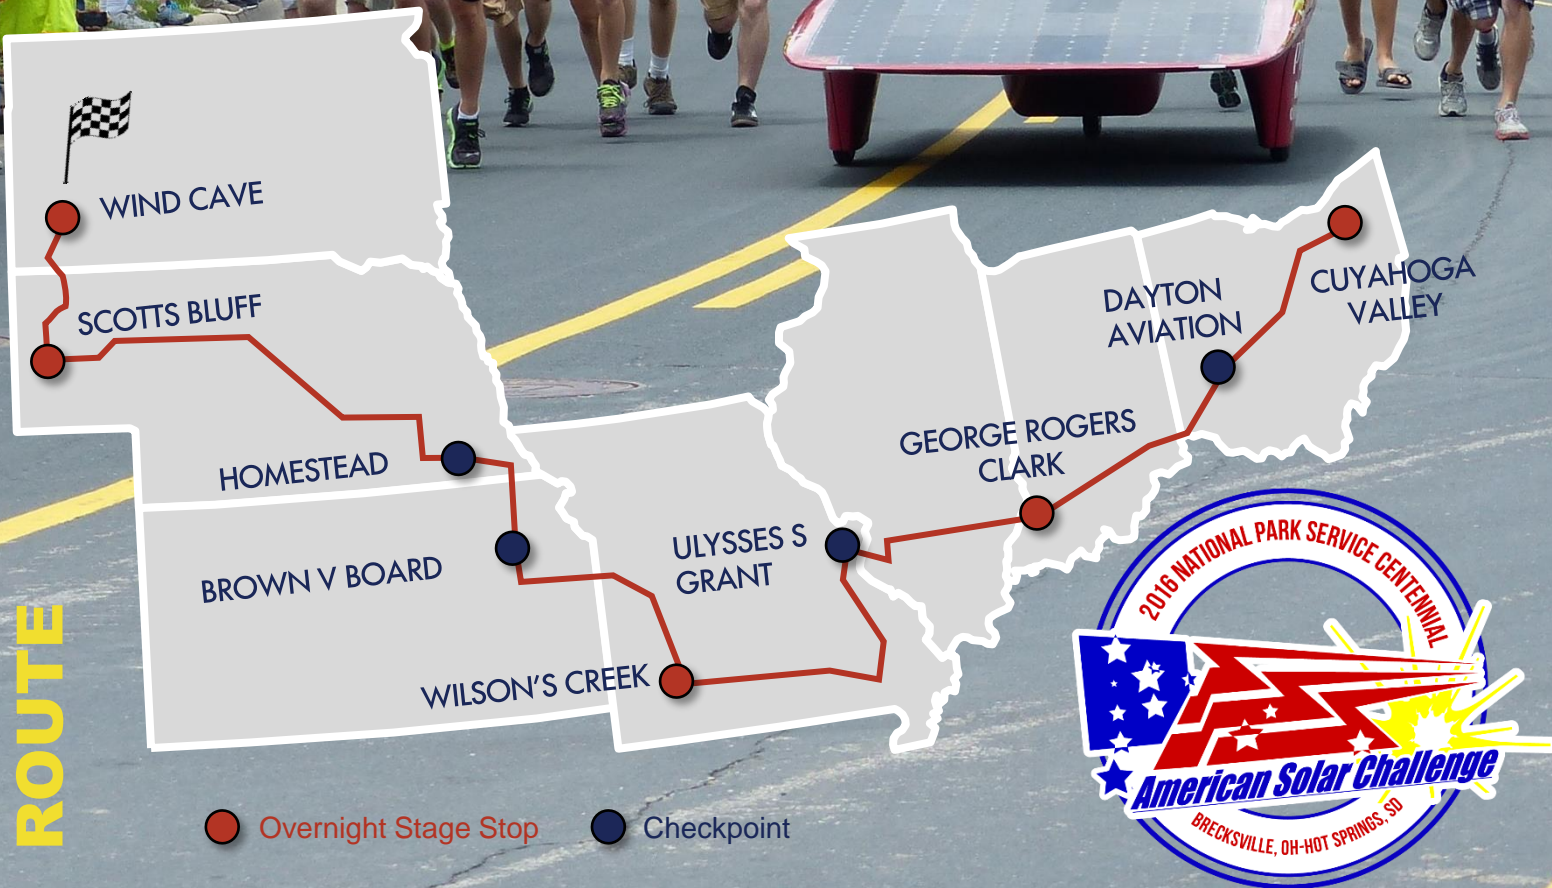 WIND CAVE
SCOTTS BLUFF
HOMESTEAD
BROWN V BOARD
WILSON'S CREEK
ULYSSES S
GRANT
GEORGE ROGERS
CLARK
DAYTON
AVIATION
CUYAHOGA
VALLEY
ROUTE
Overnight Stage Stop
Checkpoint
2016 NATIONAL PARK SERVICE CENTENNIAL
American Solar Challenge
BRECKSVILLE, OH-HOT SPRINGS, SD